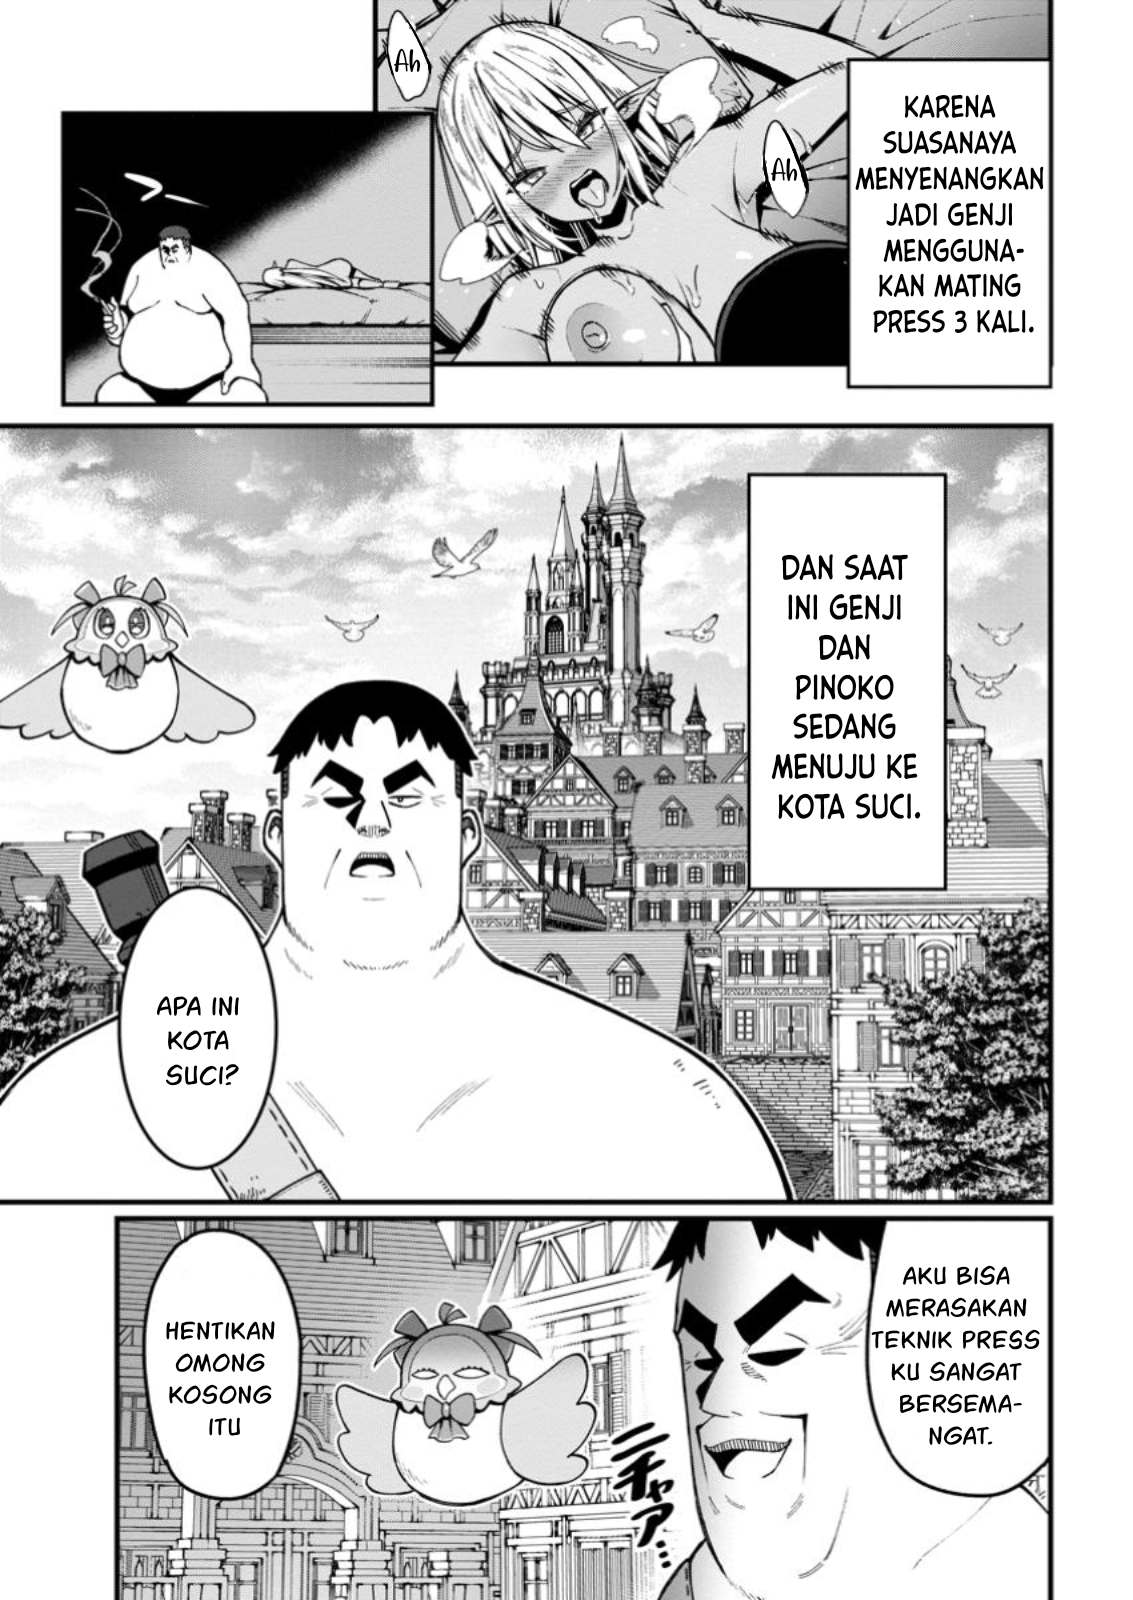 KARENA
SUASANAYA
MENYENANGKAN
JADI GENJI
MENGGUNA-
KAN MATING
PRESS 3 KALI.
Ah
Ah
DAN SAAT
INI GENJI
DAN
PINOKO
SEDANG
MENUJU KE
KOTA SUCI.
APA INI
KOTA
SUCI?
AKU BISA
MERASAKAN
TEKNIK PRESS
KU SANGAT
BERSEMA-
NGAT.
ニチャア…
HENTIKAN
OMONG
KOSONG
ITU